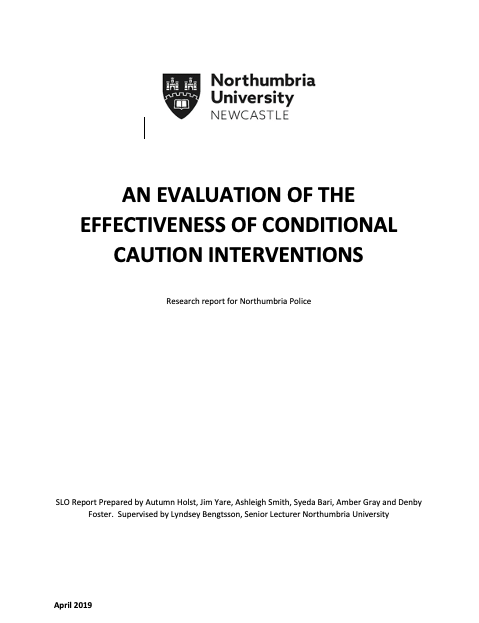 Northumbria
University
NEWCASTLE
AN EVALUATION OF THE
EFFECTIVENESS OF CONDITIONAL
CAUTION INTERVENTIONS
Research report for Northumbria Police
SLO Report Prepared by Autumn Holst, Jim Yare, Ashleigh Smith, Syeda Bari, Amber Gray and Denby
Foster. Supervised by Lyndsey Bengtsson, Senior Lecturer Northumbria University
April 2019